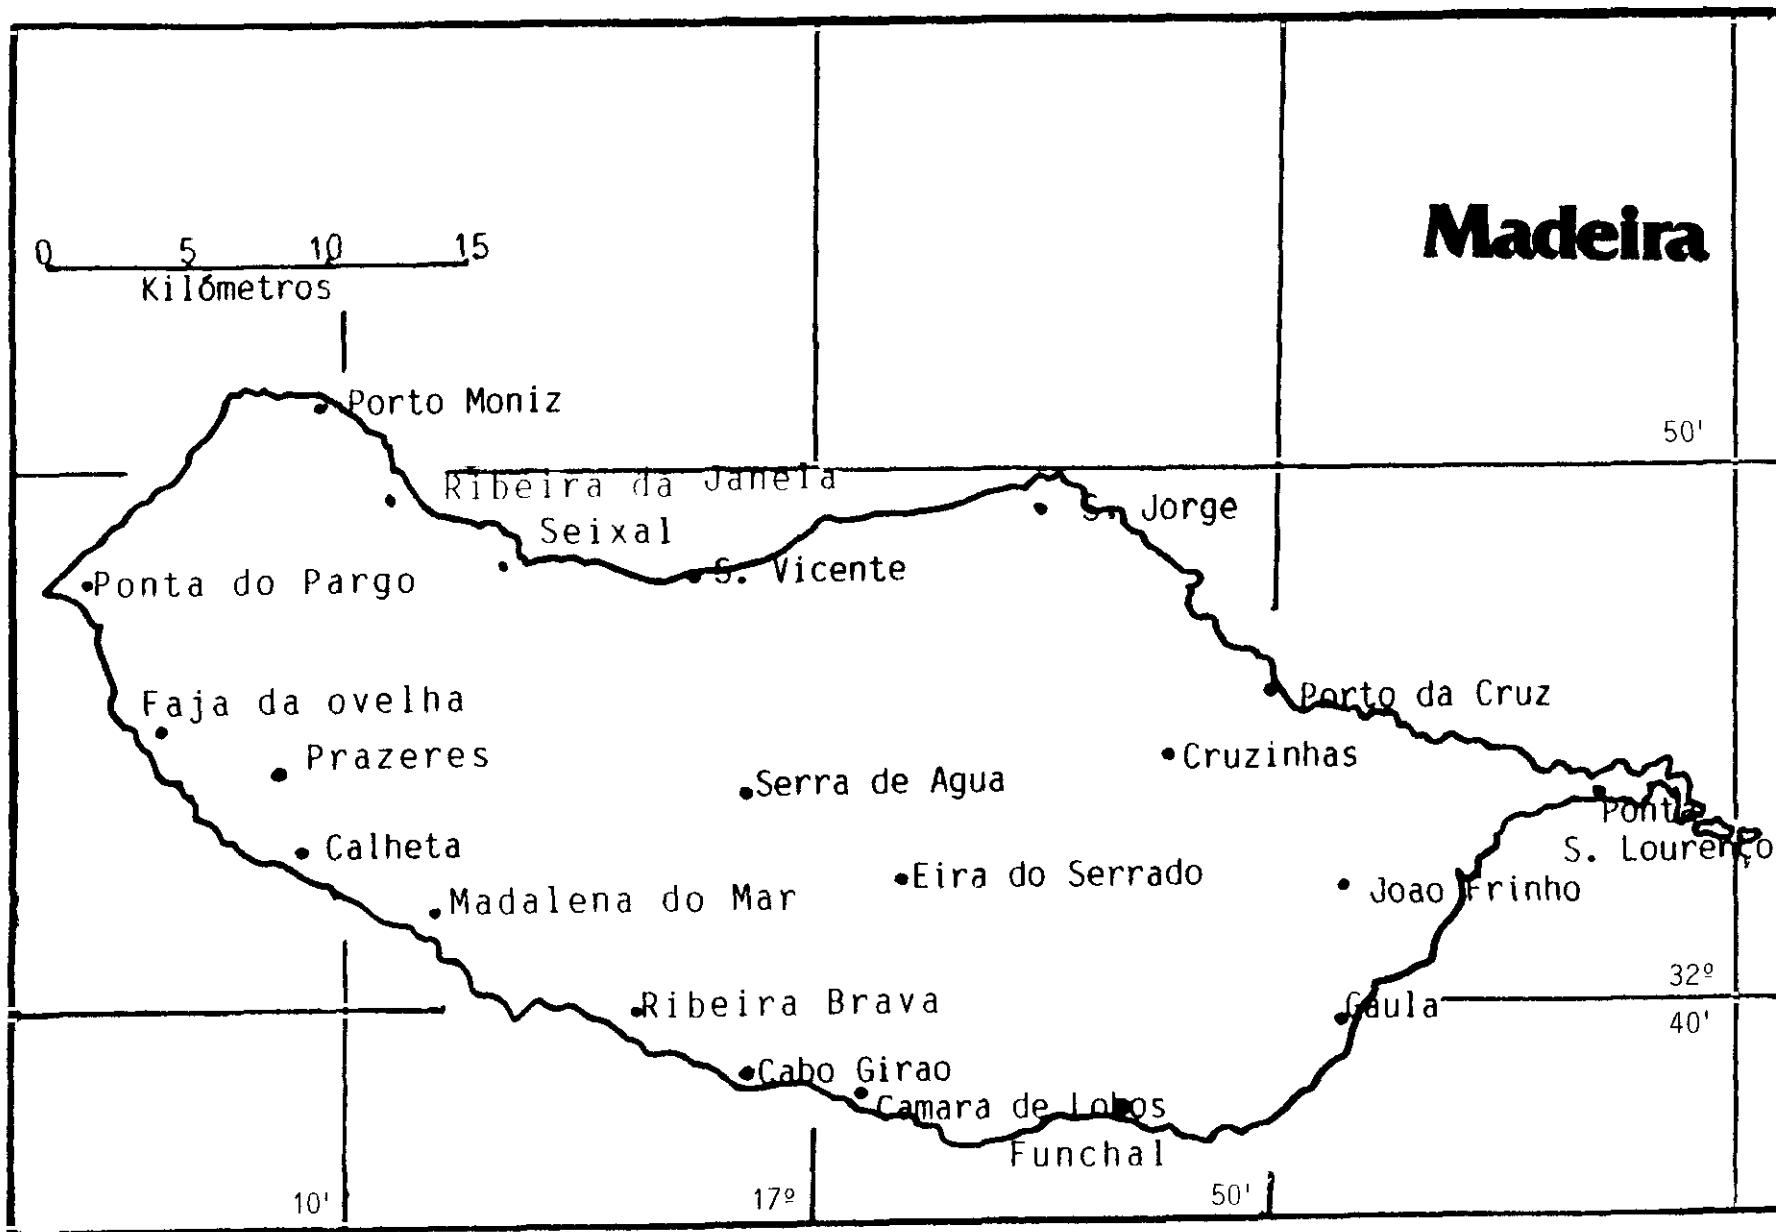 Madeira
0 5 10 15
Kilómetros
Porto Moniz
50'
Ribeira da Janela
S. Jorge
Seixal
S. Vicente
Ponta do Pargo
Faja da ovelha
Porto da Cruz
Prazeres
Cruzinhas
Serra de Agua
Ponta
S. Lourenço
Calheta
Eira do Serrado
Joao Frinho
Madalena do Mar
32º
Ribeira Brava
Gaula
40'
Cabo Girao
Camara de Lobos
Funchal
10'
17º
50'